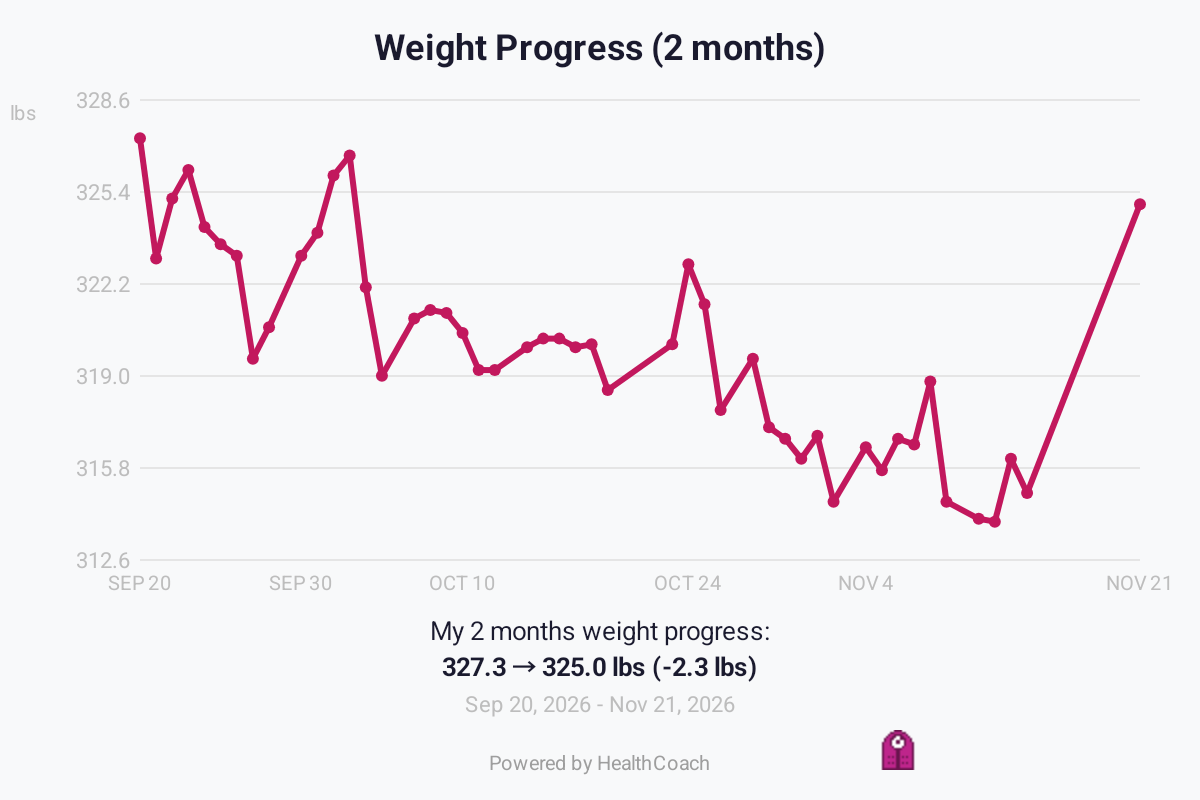 Weight Progress (2 months)
lbs
328.6
325.4
322.2
319.0
315.8
312.6
SEP 20 SEP 30 OCT 10 OCT 24 NOV 4 NOV 21
My 2 months weight progress:
327.3 → 325.0 lbs (-2.3 lbs)
Sep 20, 2026 - Nov 21, 2026
Powered by HealthCoach